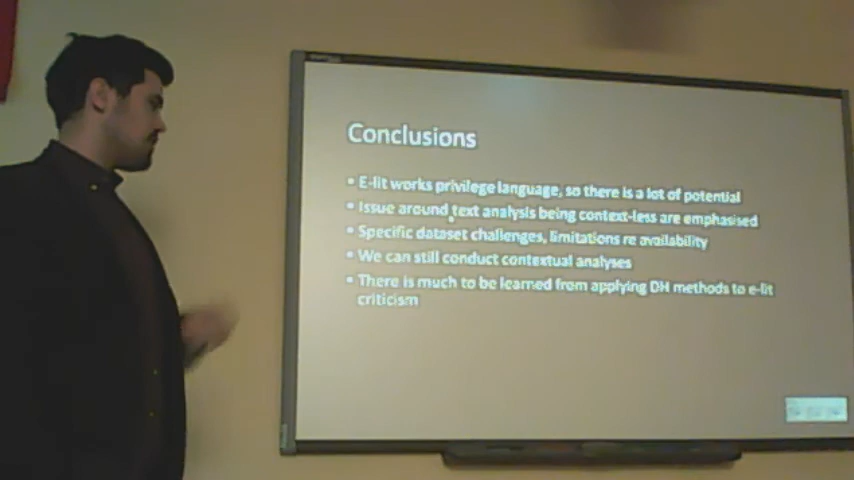 Conclusions
• E-lit works privilege language, so there is a lot of potential
• Issue around text analysis being context-less are emphasised
• Specific dataset challenges, limitations re availability
• We can still conduct contextual analyses
• There is much to be learned from applying DH methods to e-lit
criticism